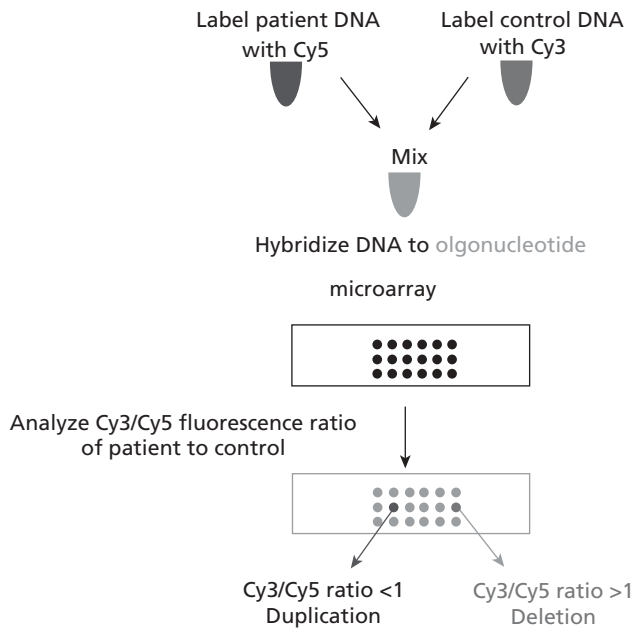 Label patient DNA
with Cy5
Label control DNA
with Cy3
Mix
Hybridize DNA to olgonucleotide
microarray
Analyze Cy3/Cy5 fluorescence ratio
of patient to control
Cy3/Cy5 ratio <1
Duplication
Cy3/Cy5 ratio >1
Deletion